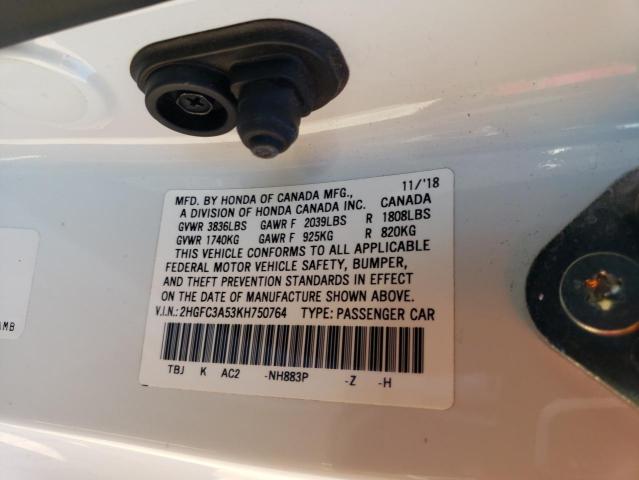 MFD. BY HONDA OF CANADA MFG., 11/'18
A DIVISION OF HONDA CANADA INC. CANADA
GVWR 3836LBS GAWR F 2039LBS R 1808LBS
GVWR 1740KG GAWR F 925KG R 820KG
THIS VEHICLE CONFORMS TO ALL APPLICABLE
FEDERAL MOTOR VEHICLE SAFETY, BUMPER,
AND THEFT PREVENTION STANDARDS IN EFFECT
ON THE DATE OF MANUFACTURE SHOWN ABOVE.
V.I.N.: 2HGFC3A53KH750764 TYPE: PASSENGER CAR
TBJ K AC2 -NH883P -Z -H